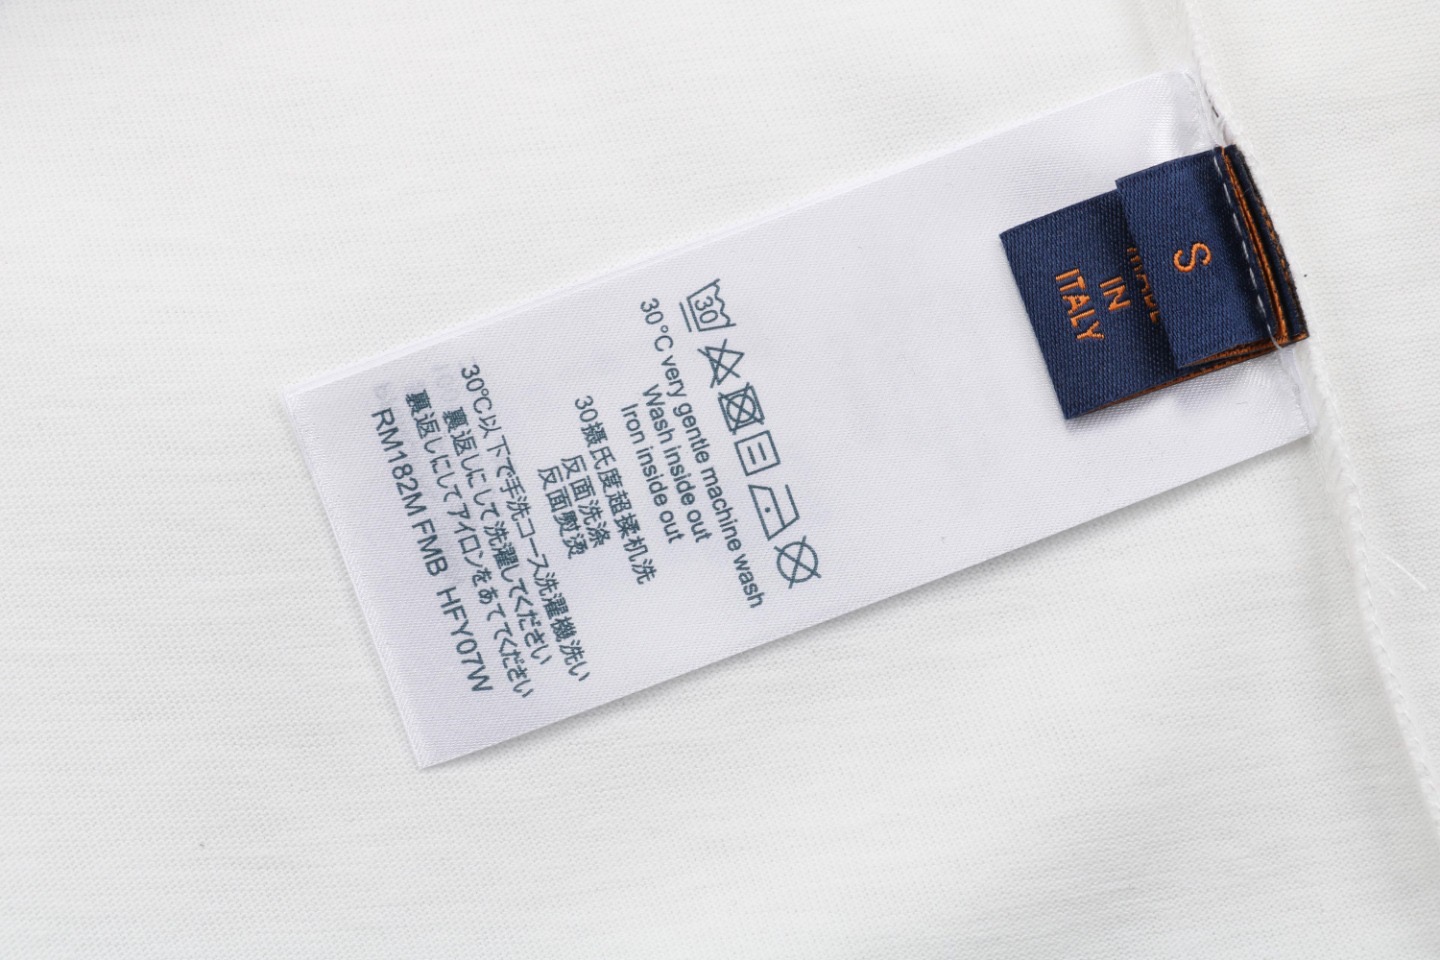 S
MADE
IN
ITALY
30
30°C very gentle machine wash
Wash inside out
Iron inside out
30摄氏度超揉机洗
反面洗涤
反面熨烫
30℃以下で手洗コース洗濯機洗い
裏返しにして洗濯してください
裏返しにしてアイロンをあててください
RM182M FMB HFY07W